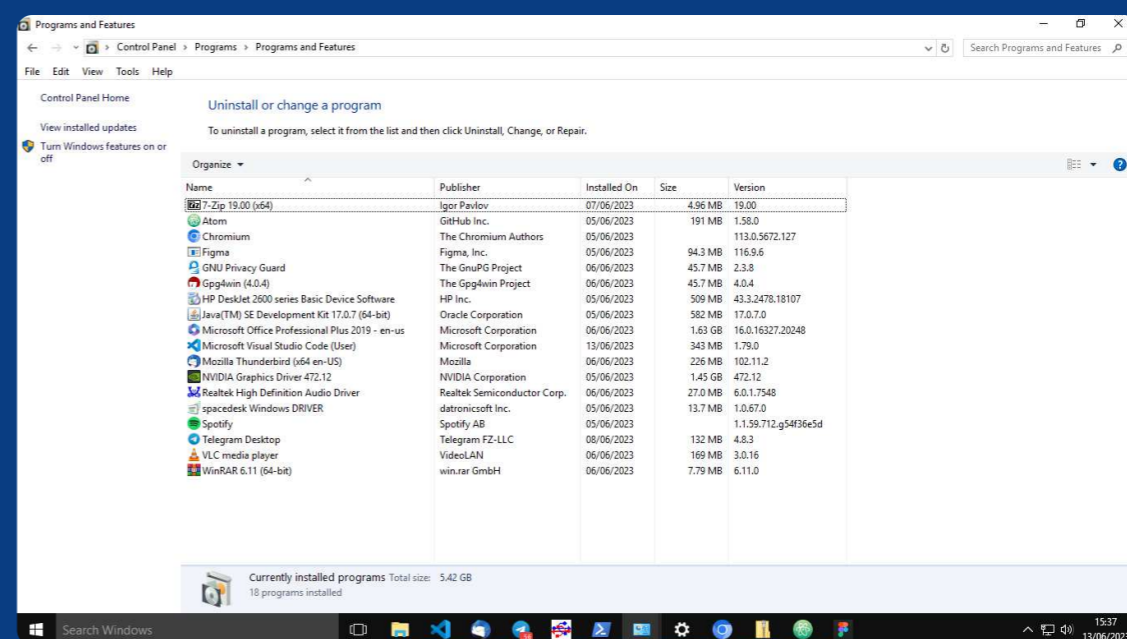 Programs and Features
Control Panel > Programs > Programs and Features
Search Programs and Features
File Edit View Tools Help
Control Panel Home
View installed updates
Turn Windows features on or
off
Uninstall or change a program
To uninstall a program, select it from the list and then click Uninstall, Change, or Repair.
Organize
Name Publisher Installed On Size Version
7-Zip 19.00 (x64) Igor Pavlov 07/06/2023 4.96 MB 19.00
Atom GitHub Inc. 05/06/2023 191 MB 1.58.0
Chromium The Chromium Authors 05/06/2023 113.0.5672.127
Figma Figma, Inc. 05/06/2023 94.3 MB 116.9.6
GNU Privacy Guard The GnuPG Project 06/06/2023 45.7 MB 2.3.8
Gpg4win (4.0.4) The Gpg4win Project 06/06/2023 45.7 MB 4.0.4
HP DeskJet 2600 series Basic Device Software HP Inc. 05/06/2023 509 MB 43.3.2478.18107
Java(TM) SE Development Kit 17.0.7 (64-bit) Oracle Corporation 05/06/2023 582 MB 17.0.7.0
Microsoft Office Professional Plus 2019 - en-us Microsoft Corporation 06/06/2023 1.63 GB 16.0.16327.20248
Microsoft Visual Studio Code (User) Microsoft Corporation 13/06/2023 343 MB 1.79.0
Mozilla Thunderbird (x64 en-US) Mozilla 06/06/2023 226 MB 102.11.2
NVIDIA Graphics Driver 472.12 NVIDIA Corporation 05/06/2023 1.45 GB 472.12
Realtek High Definition Audio Driver Realtek Semiconductor Corp. 06/06/2023 27.0 MB 6.0.1.7548
spacedesk Windows DRIVER datronicsoft Inc. 05/06/2023 13.7 MB 1.0.67.0
Spotify Spotify AB 05/06/2023 1.1.59.712.g54f36e5d
Telegram Desktop Telegram FZ-LLC 08/06/2023 132 MB 4.8.3
VLC media player VideoLAN 06/06/2023 169 MB 3.0.16
WinRAR 6.11 (64-bit) win.rar GmbH 06/06/2023 7.79 MB 6.11.0
Currently installed programs Total size: 5.42 GB
18 programs installed
Search Windows
15:37
13/06/202